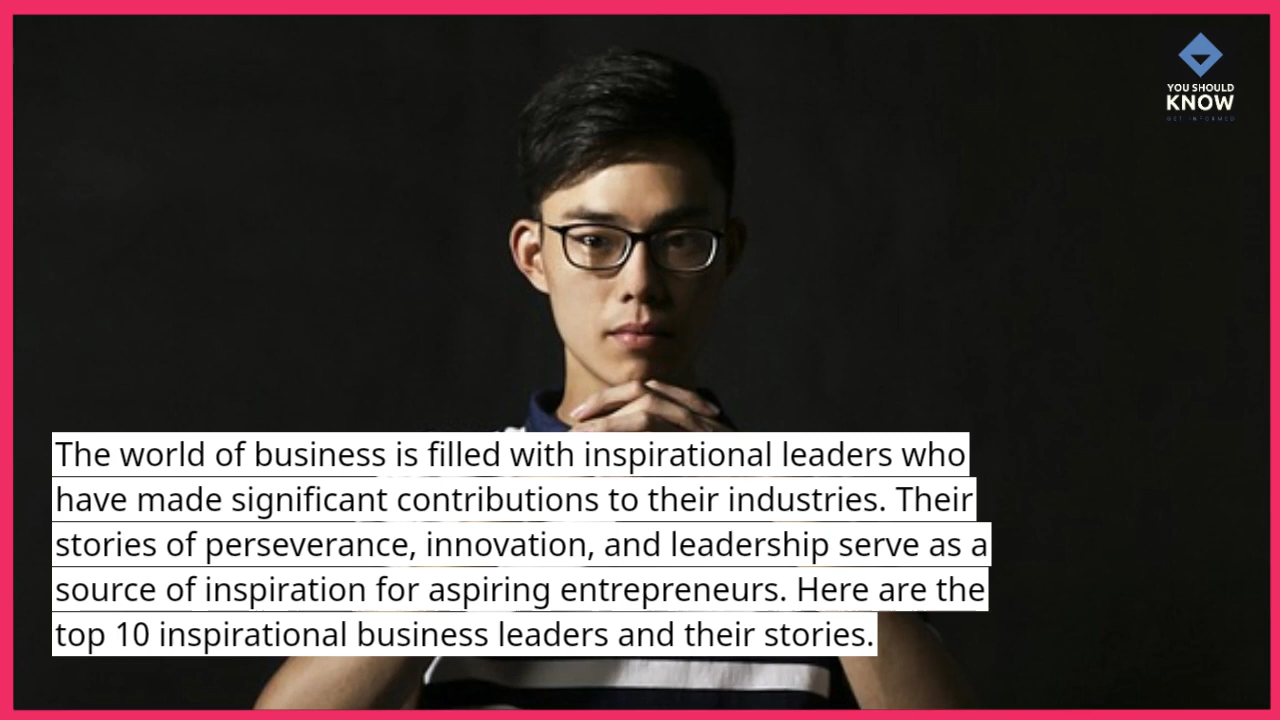 YOU SHOULD
KNOW
GET INFORMED
The world of business is filled with inspirational leaders who
have made significant contributions to their industries. Their
stories of perseverance, innovation, and leadership serve as a
source of inspiration for aspiring entrepreneurs. Here are the
top 10 inspirational business leaders and their stories.